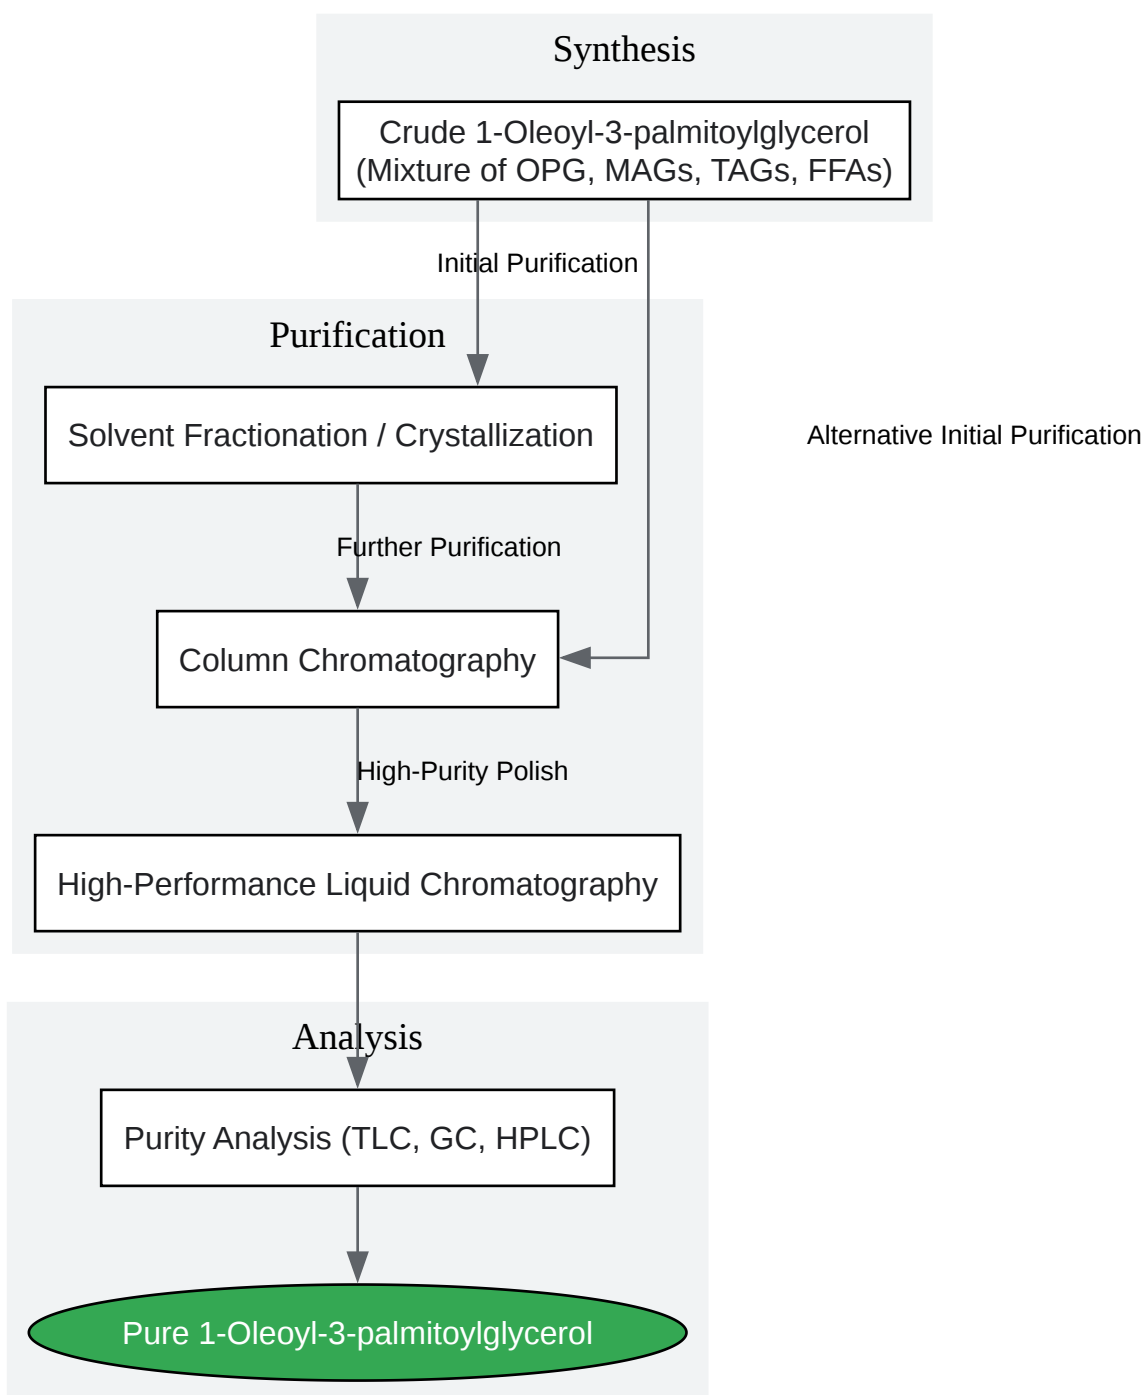 Synthesis
Crude 1-Oleoyl-3-palmitoylglycerol
(Mixture of OPG, MAGs, TAGs, FFAs)
Initial Purification
Purification
Solvent Fractionation / Crystallization
Alternative Initial Purification
Further Purification
Column Chromatography
High-Purity Polish
High-Performance Liquid Chromatography
Analysis
Purity Analysis (TLC, GC, HPLC)
Pure 1-Oleoyl-3-palmitoylglycerol